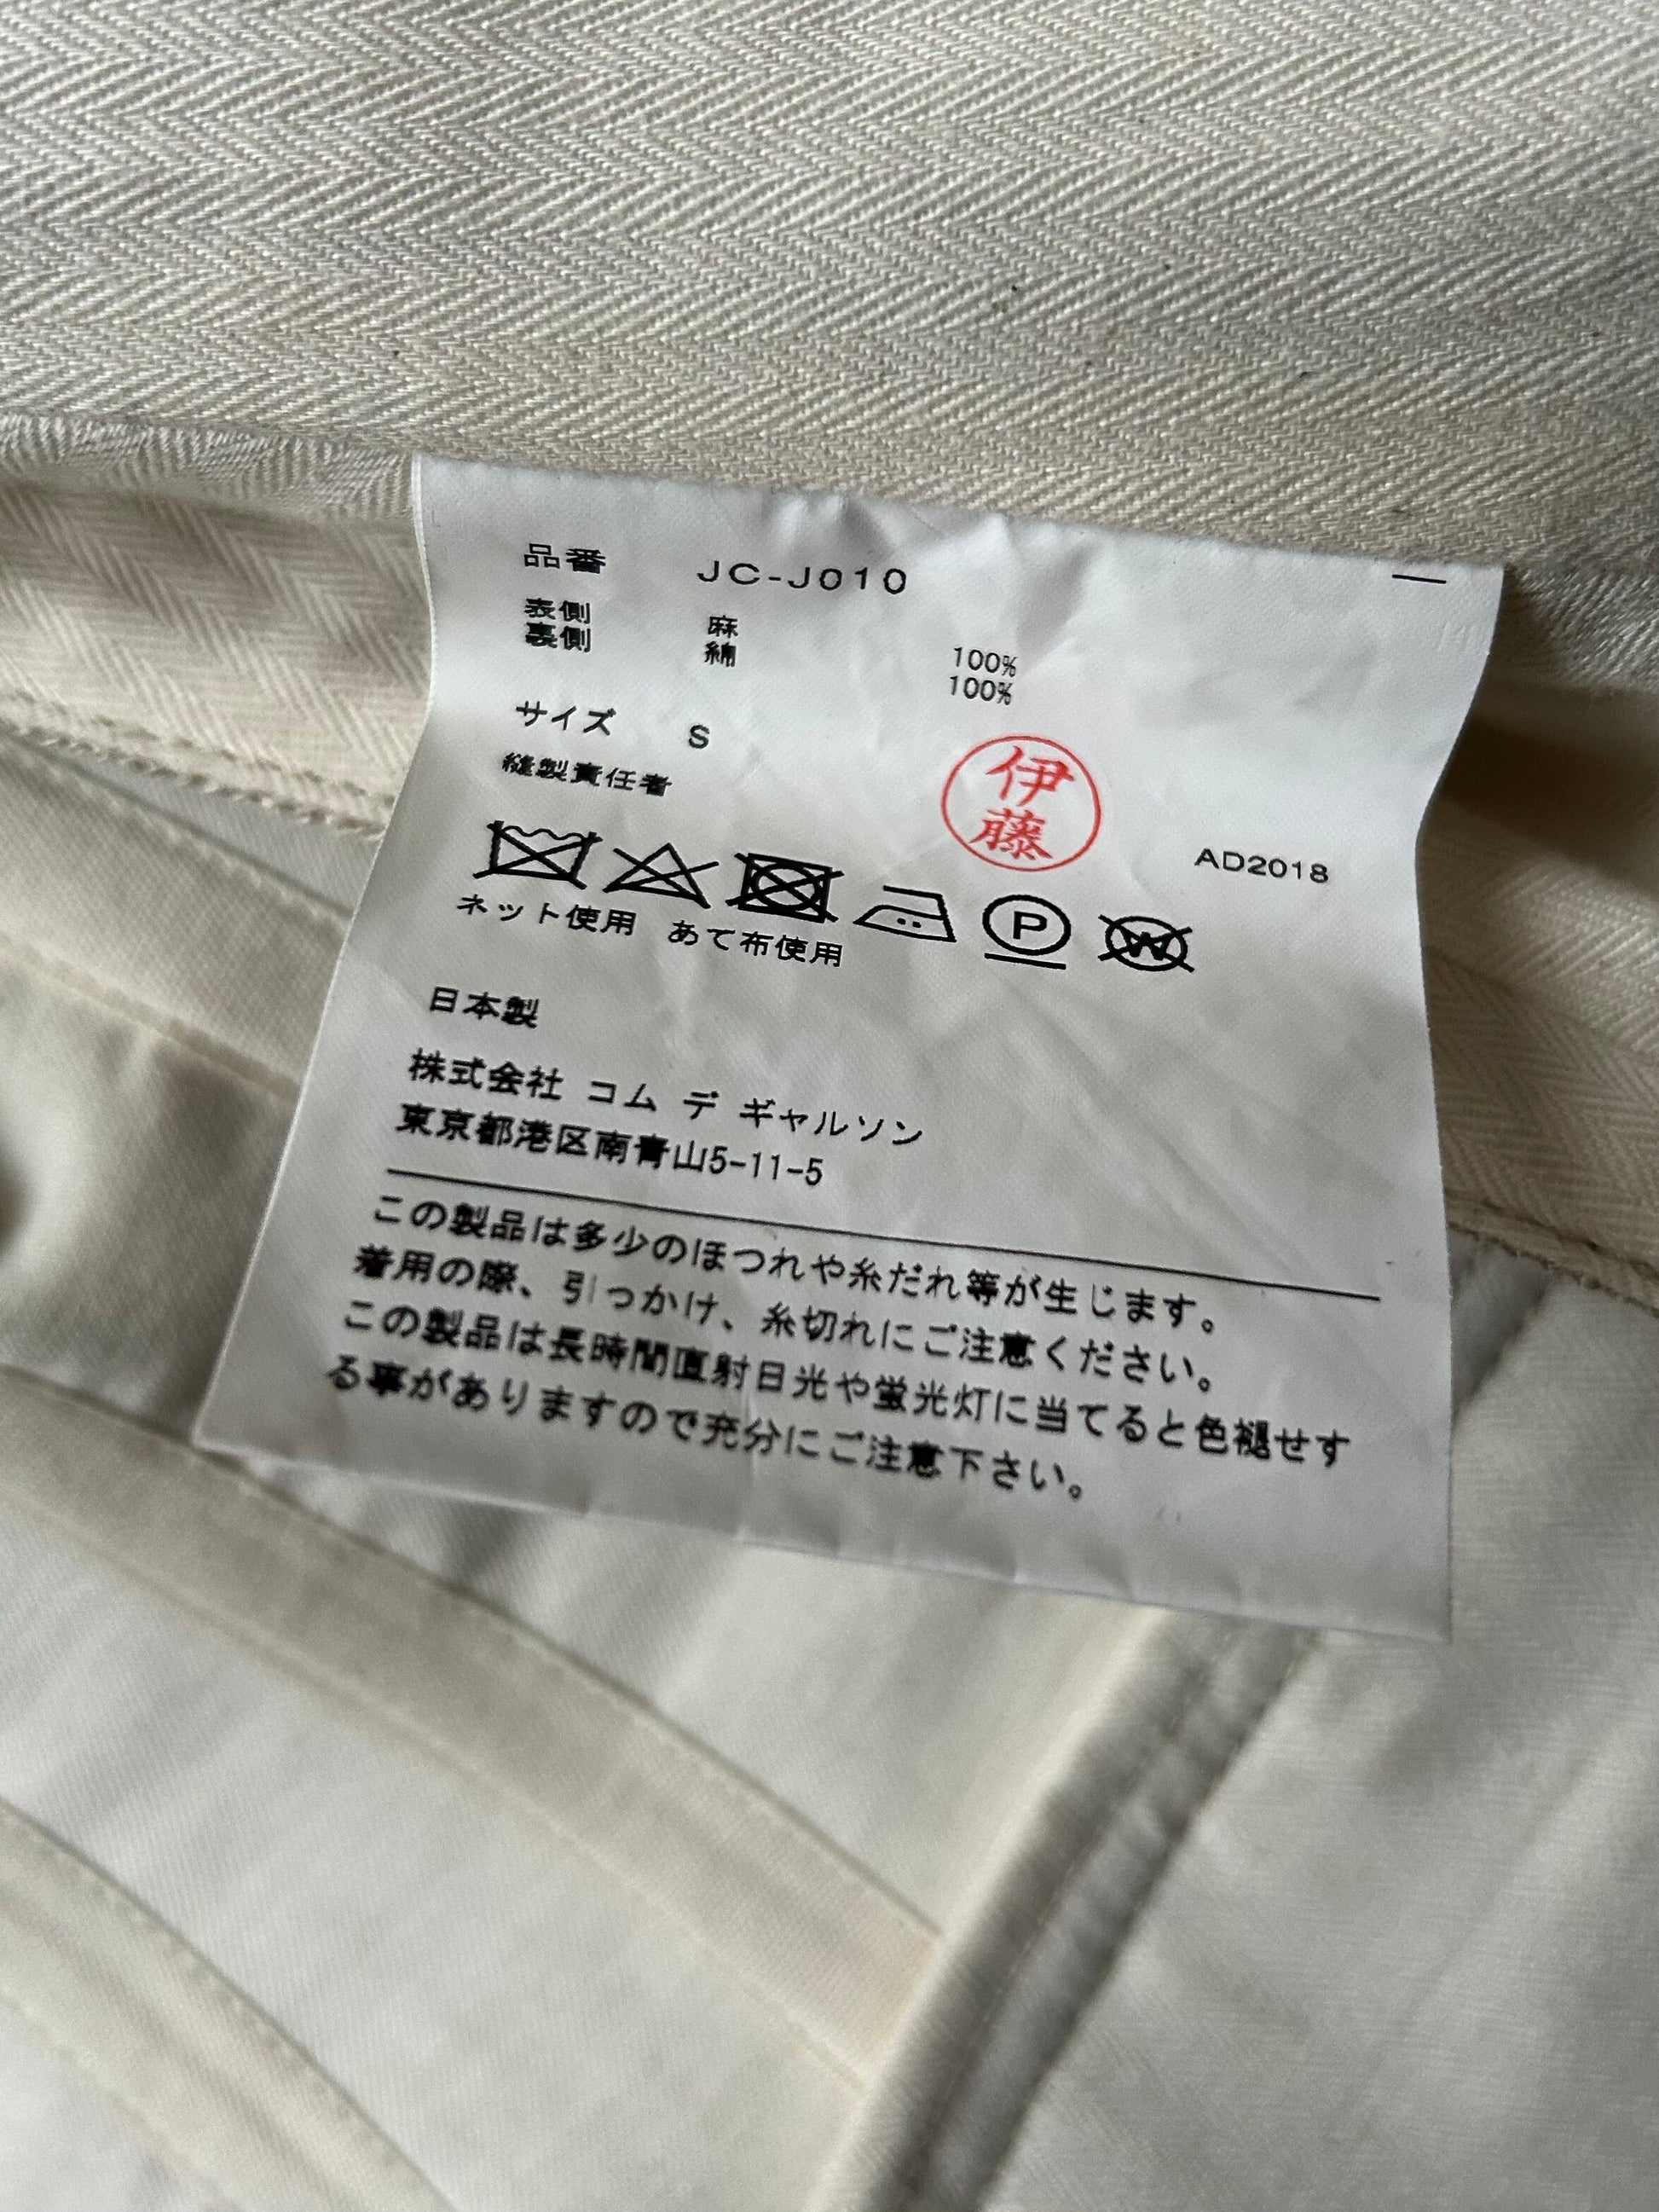 品番 JC-J010
表側 麻 100%
裏側 綿 100%
サイズ S
縫製責任者
伊藤
AD2018
P
W
ネット使用 あて布使用
日本製
株式会社 コム デ ギャルソン
東京都港区南青山5-11-5
この製品は多少のほつれや糸だれ等が生じます。
着用の際、引っかけ、糸切れにご注意ください。
この製品は長時間直射日光や蛍光灯に当てると色褪せす
る事がありますので充分にご注意下さい。